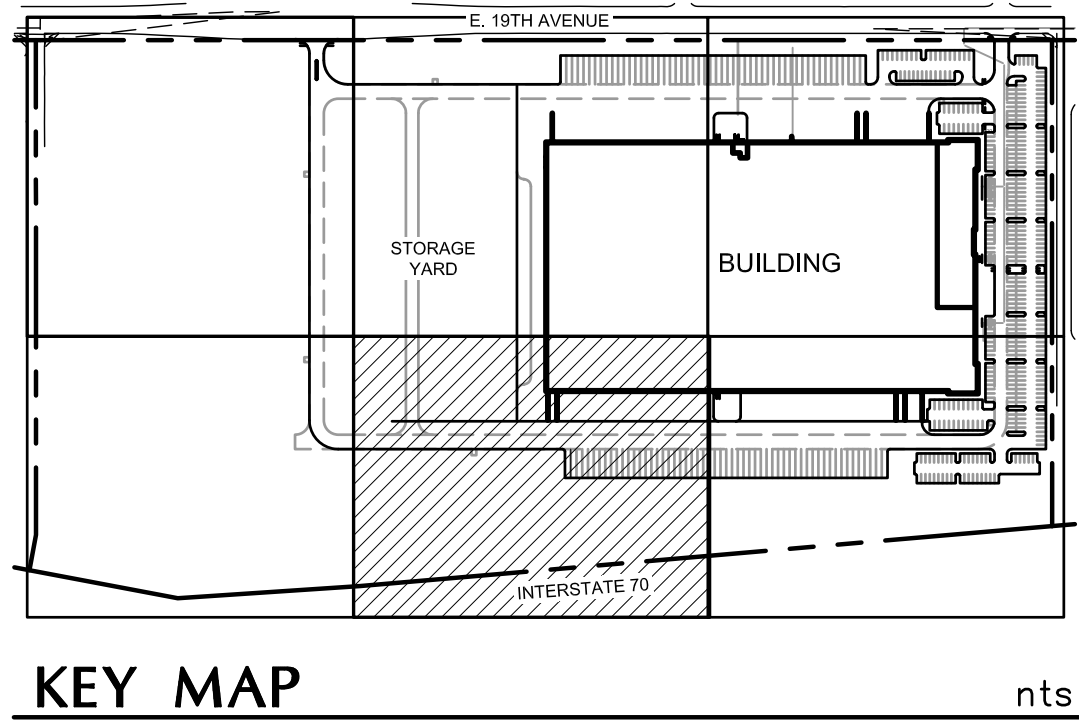 E. 19TH AVENUE
STORAGE
YARD
BUILDING
INTERSTATE 70
KEY MAP
nts